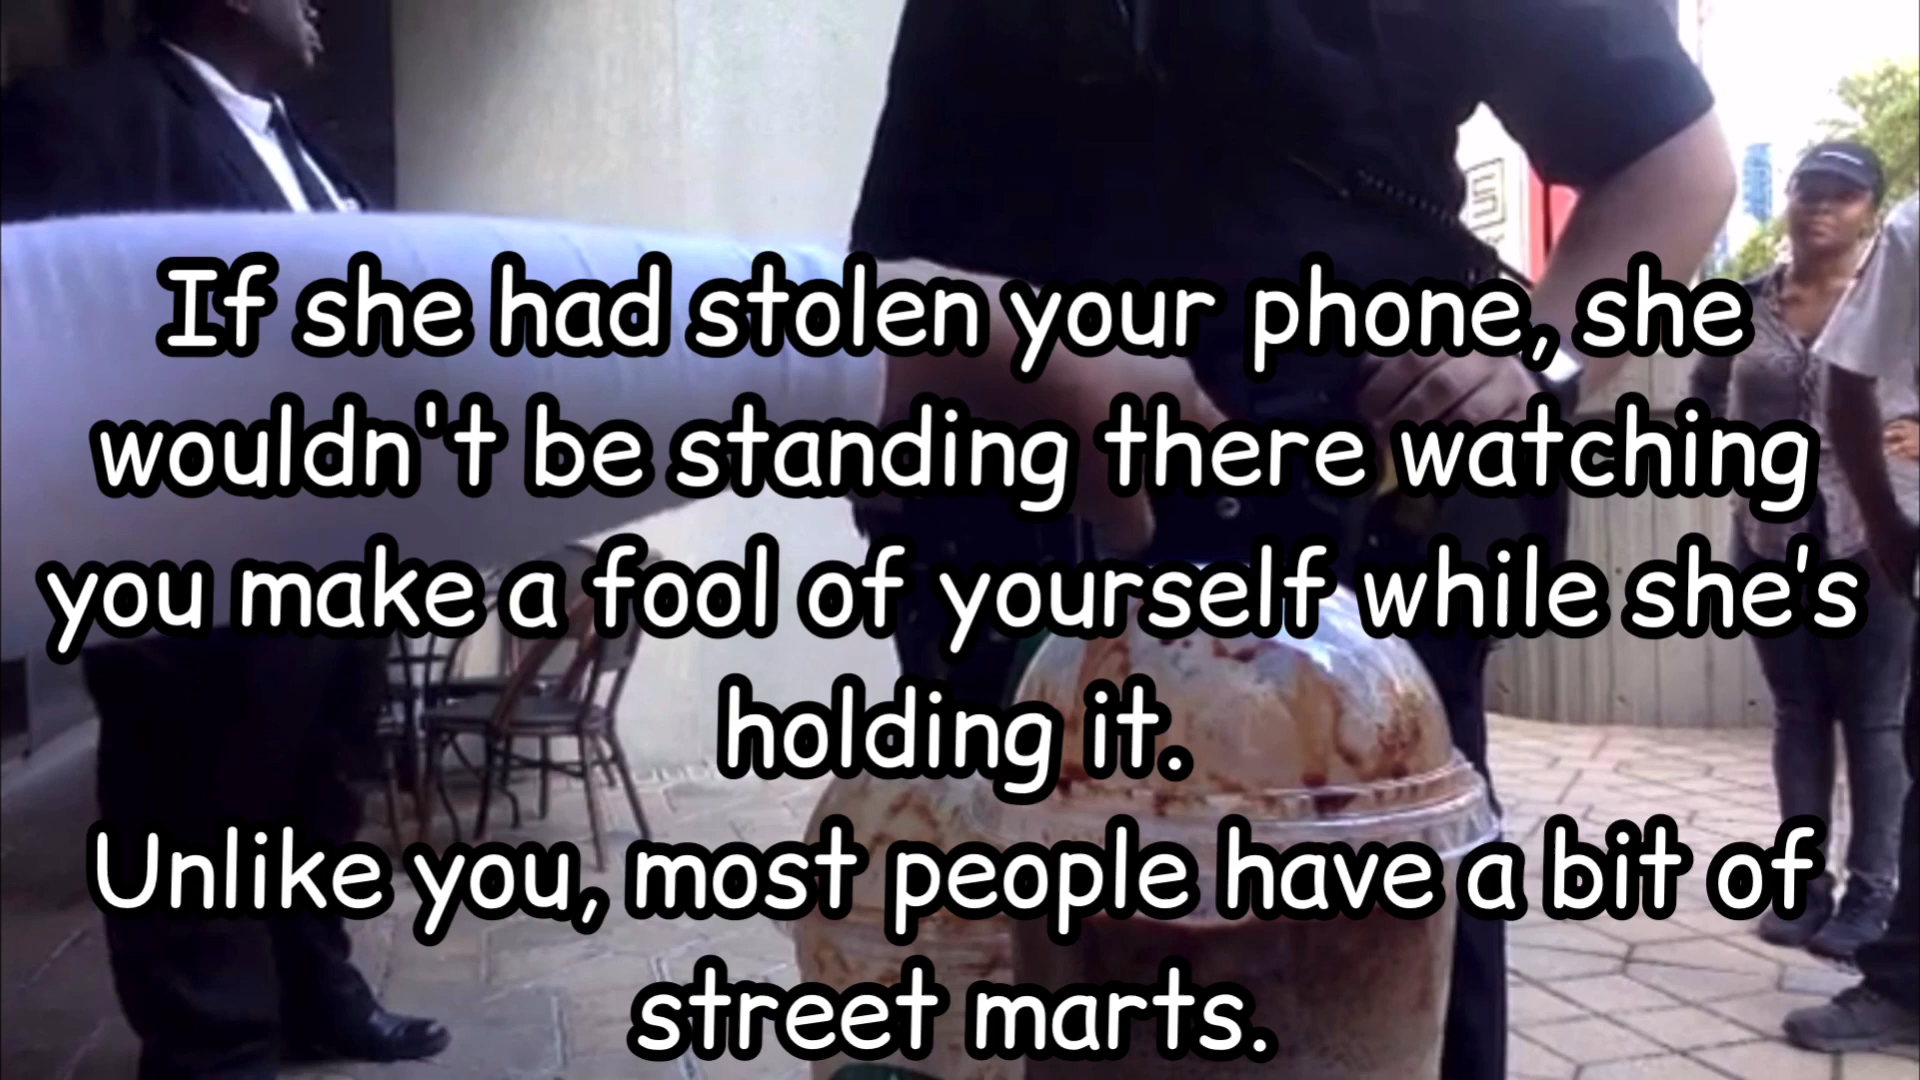 If she had stolen your phone, she
wouldn't be standing there watching
you make a fool of yourself while she's
holding it.
Unlike you, most people have a bit of
street marts.